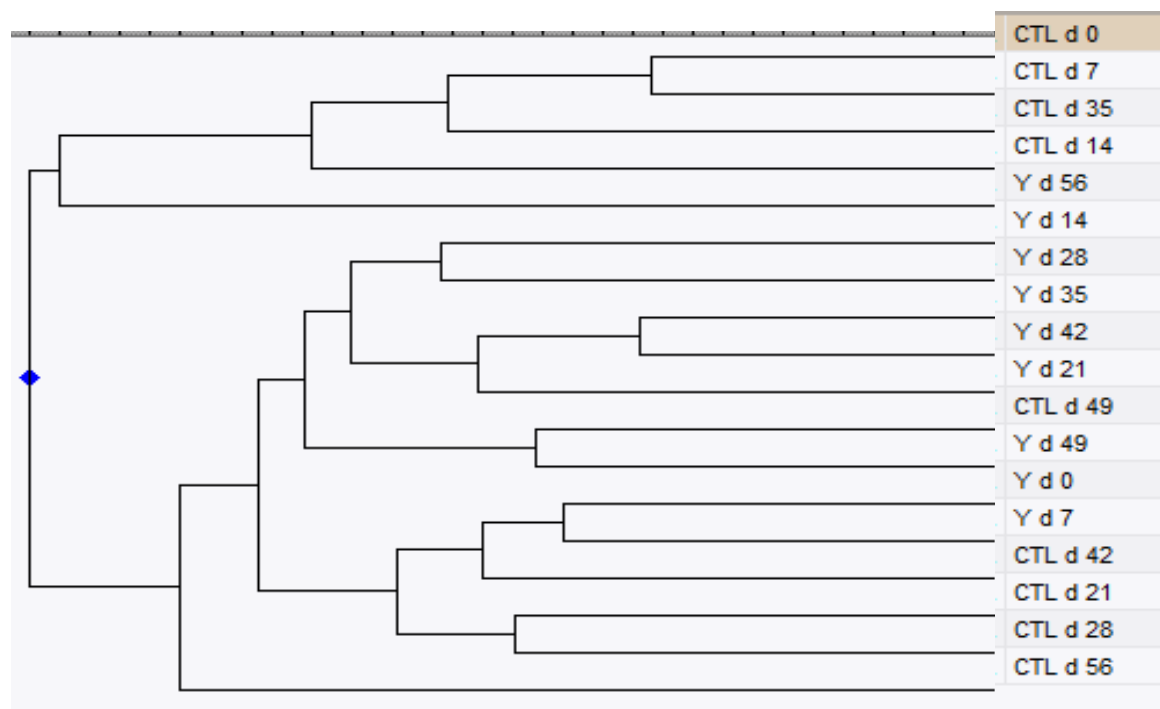 CTL d 0
CTL d 7
CTL d 35
CTL d 14
Y d 56
Y d 14
Y d 28
Y d 35
Y d 42
Y d 21
CTL d 49
Y d 49
Y d 0
Y d 7
CTL d 42
CTL d 21
CTL d 28
CTL d 56